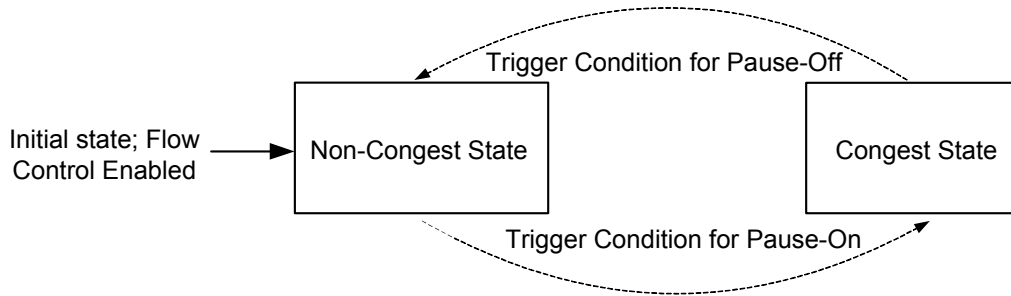 Trigger Condition for Pause-Off
Initial state; Flow
Control Enabled
Non-Congest State
Congest State
Trigger Condition for Pause-On